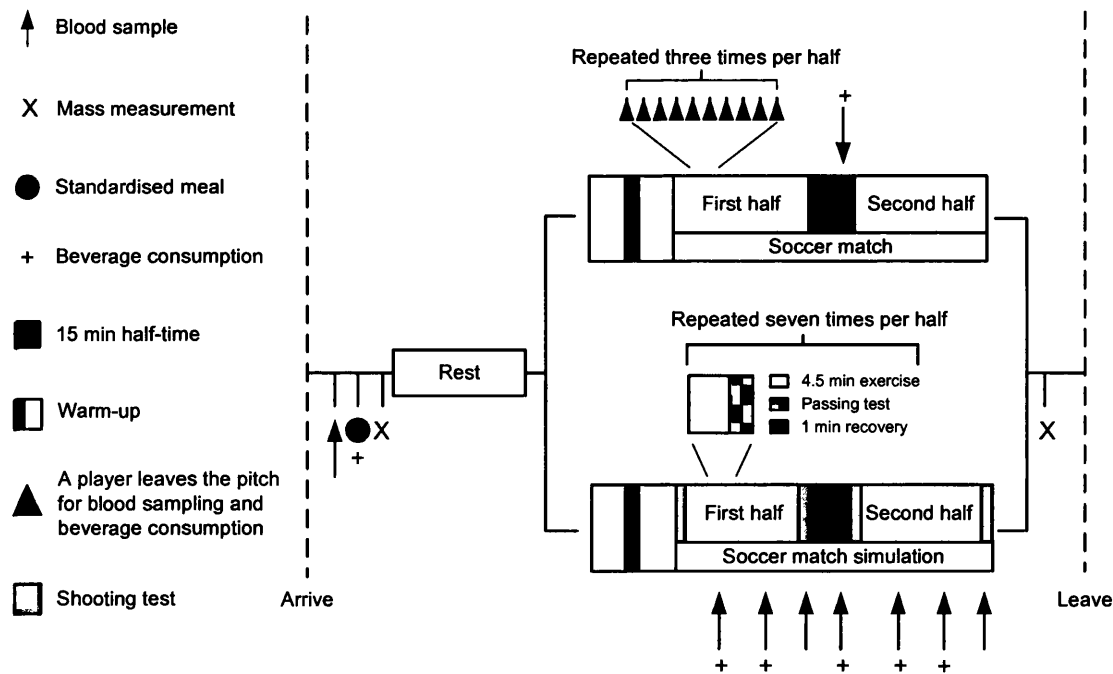 Blood sample
X Mass measurement
Standardised meal
+ Beverage consumption
15 min half-time
Warm-up
A player leaves the pitch
for blood sampling and
beverage consumption
Shooting test
Arrive
X
+
Rest
Repeated three times per half
+
First half
Second half
Soccer match
Repeated seven times per half
4.5 min exercise
Passing test
1 min recovery
First half
Second half
Soccer match simulation
+ + + + +
X
Leave